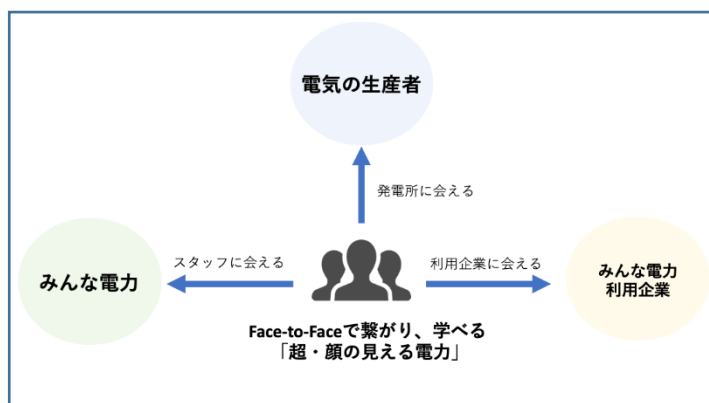 電気の生産者
発電所に会える
スタッフに会える
利用企業に会える
みんな電力
みんな電力
利用企業
Face-to-Faceで繋がり、学べる
「超・顔の見える電力」